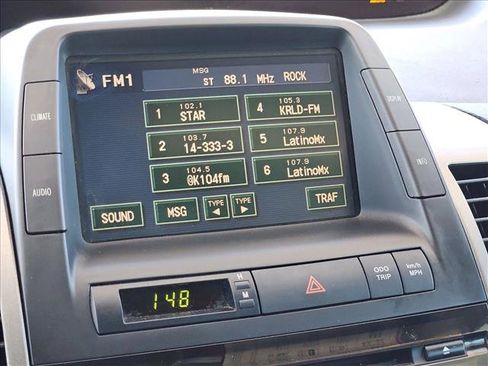 FM1
MSG
ST 88.1 MHz ROCK
1 102.1 STAR
4 105.3 KRLD-FM
2 103.7 14-333-3
5 107.9 LatinoMx
3 104.5 @K104fm
6 107.9 LatinoMx
SOUND MSG TYPE ◀ TYPE ▶ TRAF
CLIMATE
AUDIO
DISPLAY
INFO
148
H
M
ODO TRIP
km/h MPH